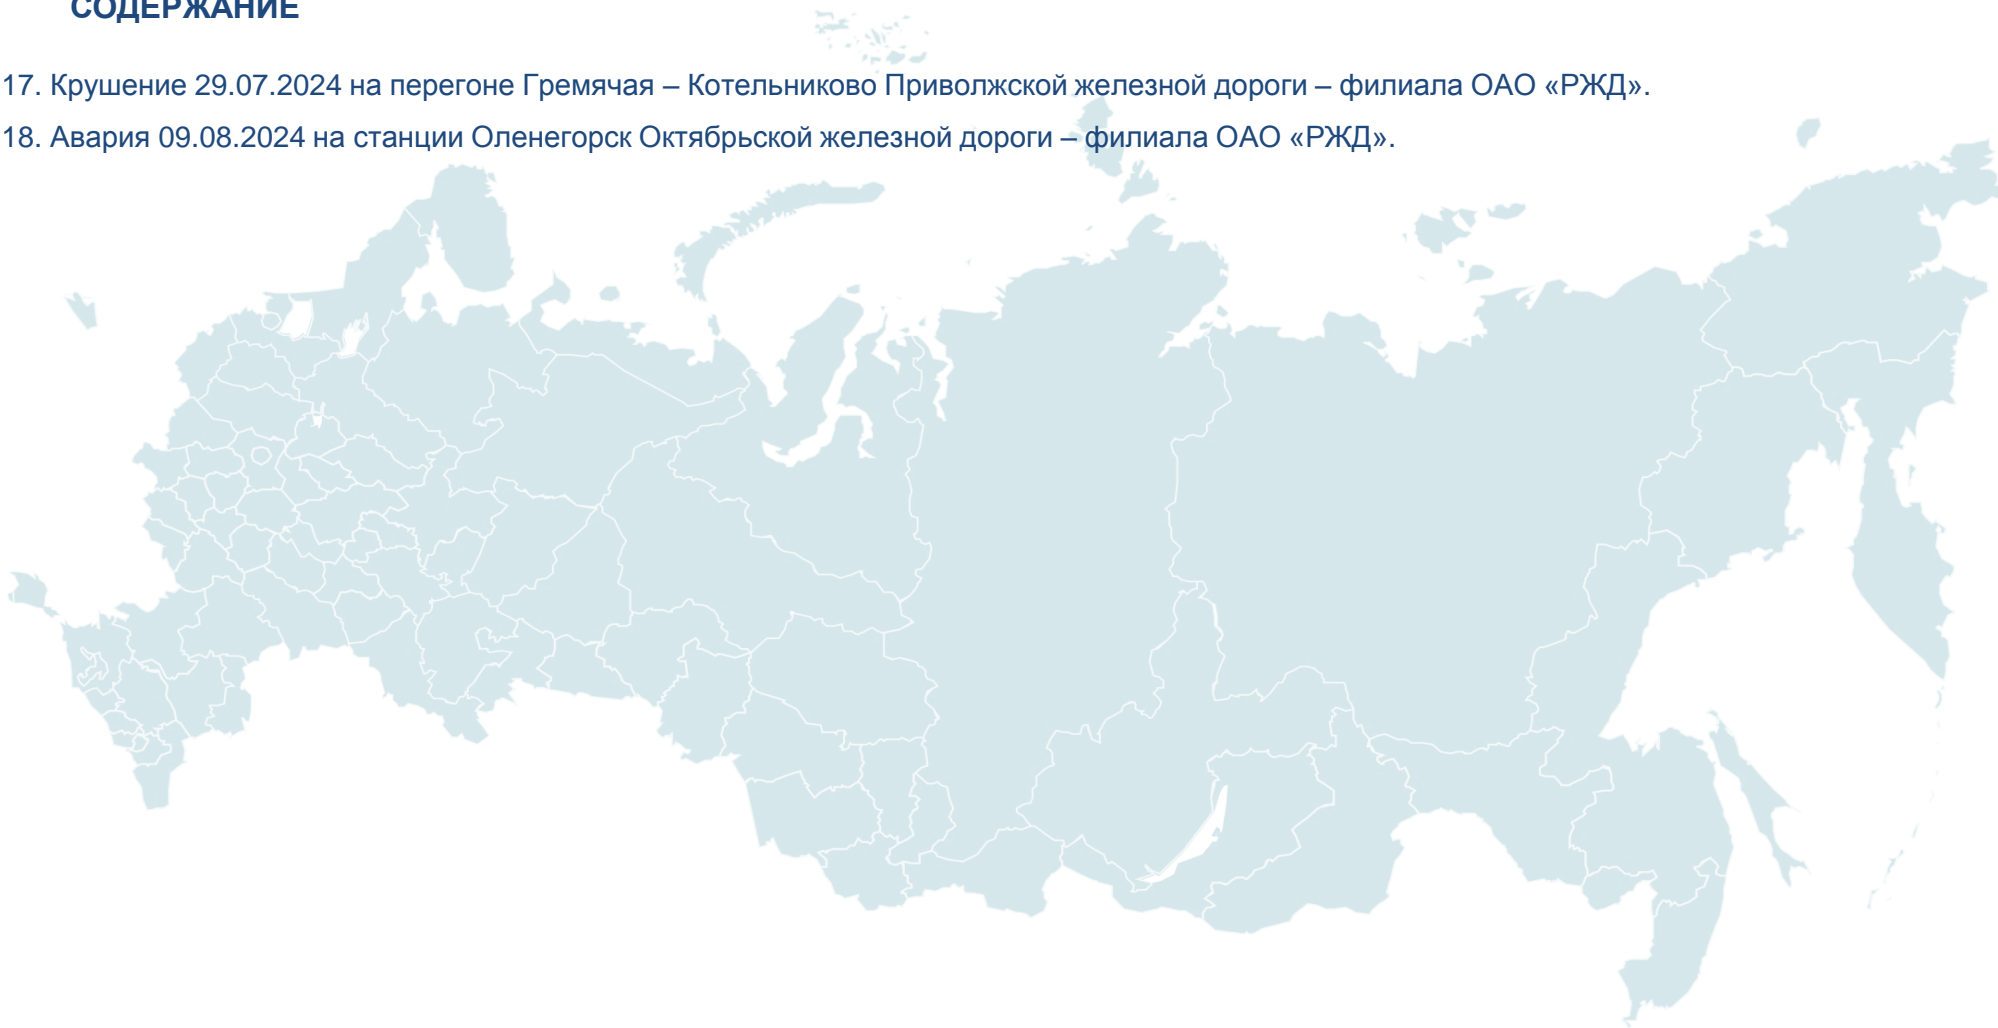 СОДЕРЖАНИЕ
17. Крушение 29.07.2024 на перегоне Гремячая – Котельниково Приволжской железной дороги – филиала ОАО «РЖД».
18. Авария 09.08.2024 на станции Оленегорск Октябрьской железной дороги – филиала ОАО «РЖД».